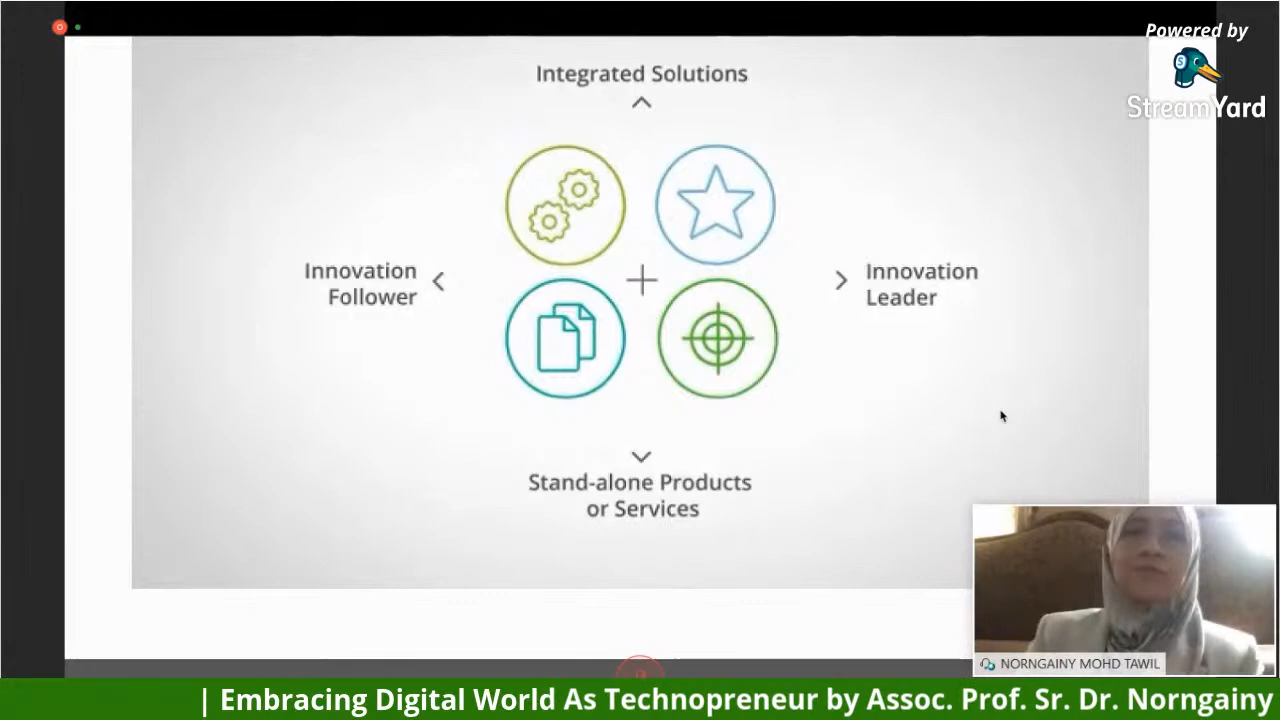 Powered by
StreamYard
Integrated Solutions
Innovation
Follower
Innovation
Leader
Stand-alone Products
or Services
NORNGAINY MOHD TAWIL
| Embracing Digital World As Technopreneur by Assoc. Prof. Sr. Dr. Norngainy